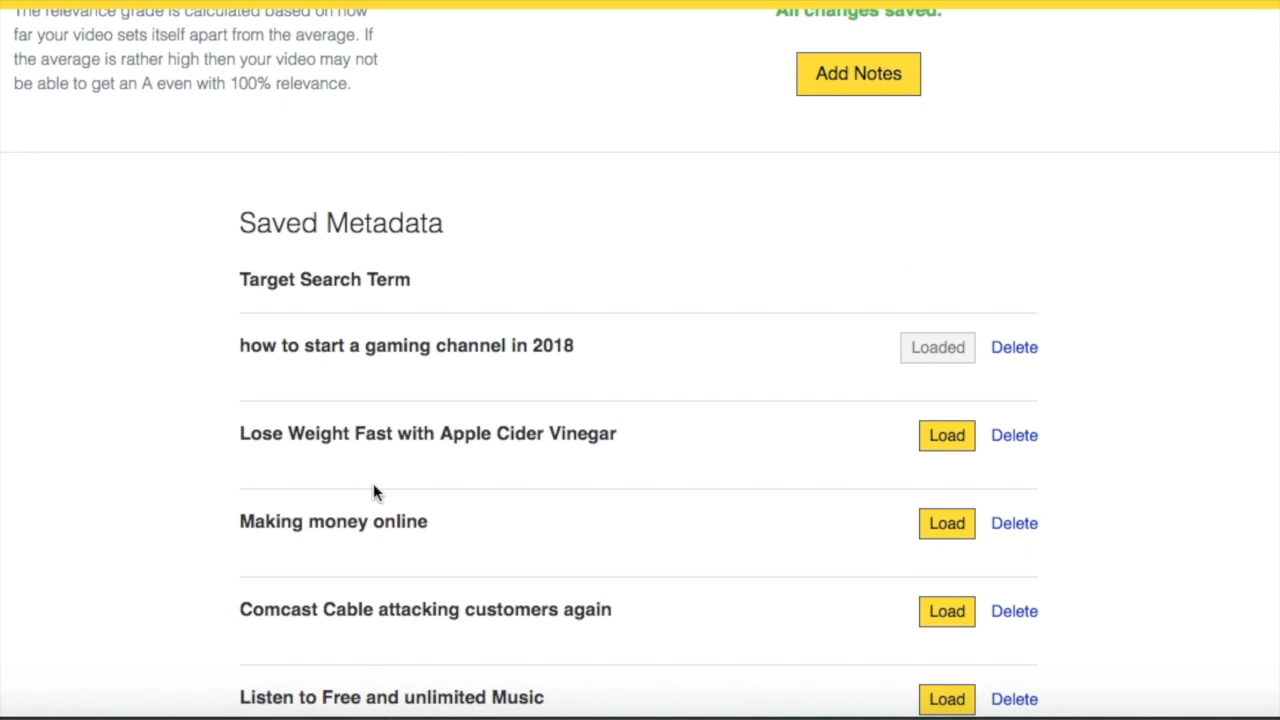 The relevance grade is calculated based on how
far your video sets itself apart from the average. If
the average is rather high then your video may not
be able to get an A even with 100% relevance.
All changes saved.
Add Notes
Saved Metadata
Target Search Term
how to start a gaming channel in 2018
Loaded Delete
Lose Weight Fast with Apple Cider Vinegar
Load Delete
Making money online
Load Delete
Comcast Cable attacking customers again
Load Delete
Listen to Free and unlimited Music
Load Delete